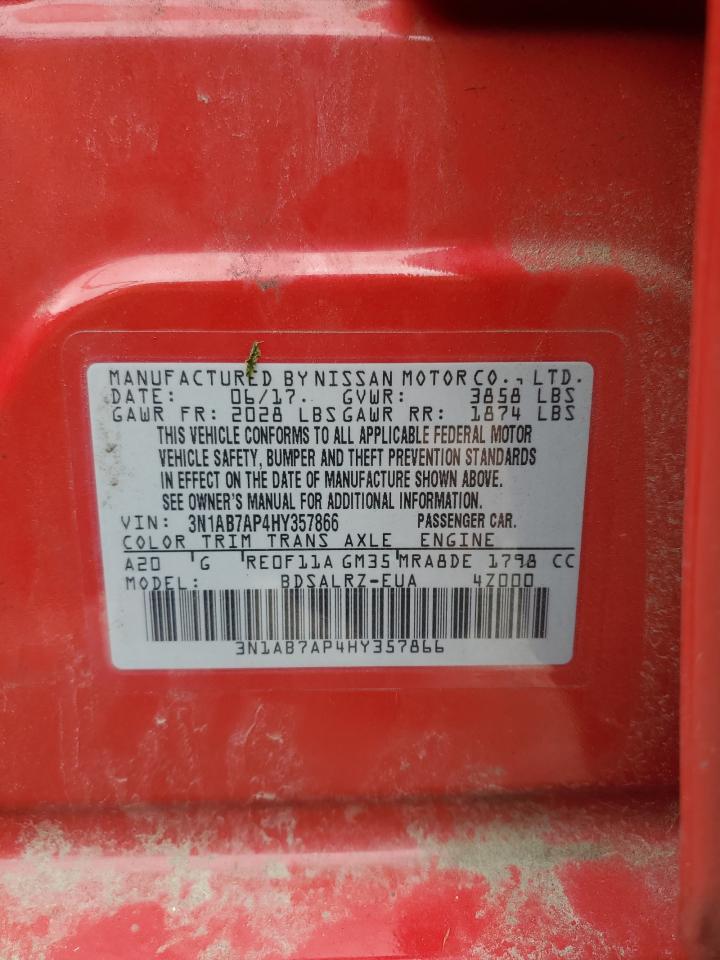 MANUFACTURED BY NISSAN MOTOR CO., LTD.
DATE: 06/17. GVWR: 3858 LBS
GAWR FR: 2028 LBS GAWR RR: 1874 LBS
THIS VEHICLE CONFORMS TO ALL APPLICABLE FEDERAL MOTOR
VEHICLE SAFETY, BUMPER AND THEFT PREVENTION STANDARDS
IN EFFECT ON THE DATE OF MANUFACTURE SHOWN ABOVE.
SEE OWNER'S MANUAL FOR ADDITIONAL INFORMATION.
VIN: 3N1AB7AP4HY357866 PASSENGER CAR.
COLOR TRIM TRANS AXLE ENGINE
A20 G RE0F11A GM35 MRA8DE 1798 CC
MODEL: BDSALRZ-EUA 4Z000
3N1AB7AP4HY357866